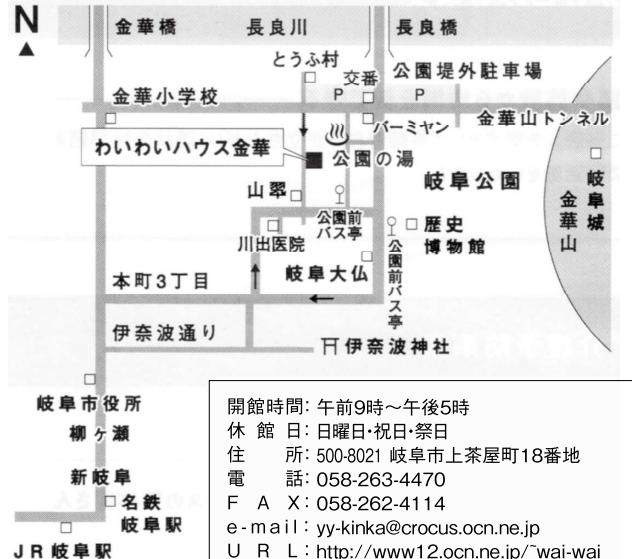 N
金華橋
長良川
長良橋
とうふ村
交番
公園堤外駐車場
金華小学校
P
P
バーミヤン
金華山トンネル
わいわいハウス金華
公園の湯
岐阜公園
岐阜城
金華山
山翠
公園前
バス亭
川出医院
歴史
博物館
公園前バス亭
岐阜大仏
本町3丁目
伊奈波通り
伊奈波神社
岐阜市役所
柳ヶ瀬
新岐阜
名鉄
岐阜駅
JR岐阜駅
開館時間: 午前9時～午後5時
休館日: 日曜日・祝日・祭日
住所: 500-8021 岐阜市上茶屋町18番地
電話: 058-263-4470
FAX: 058-262-4114
e-mail: yy-kinka@crocus.ocn.ne.jp
URL: http://www12.ocn.ne.jp/~wai-wai